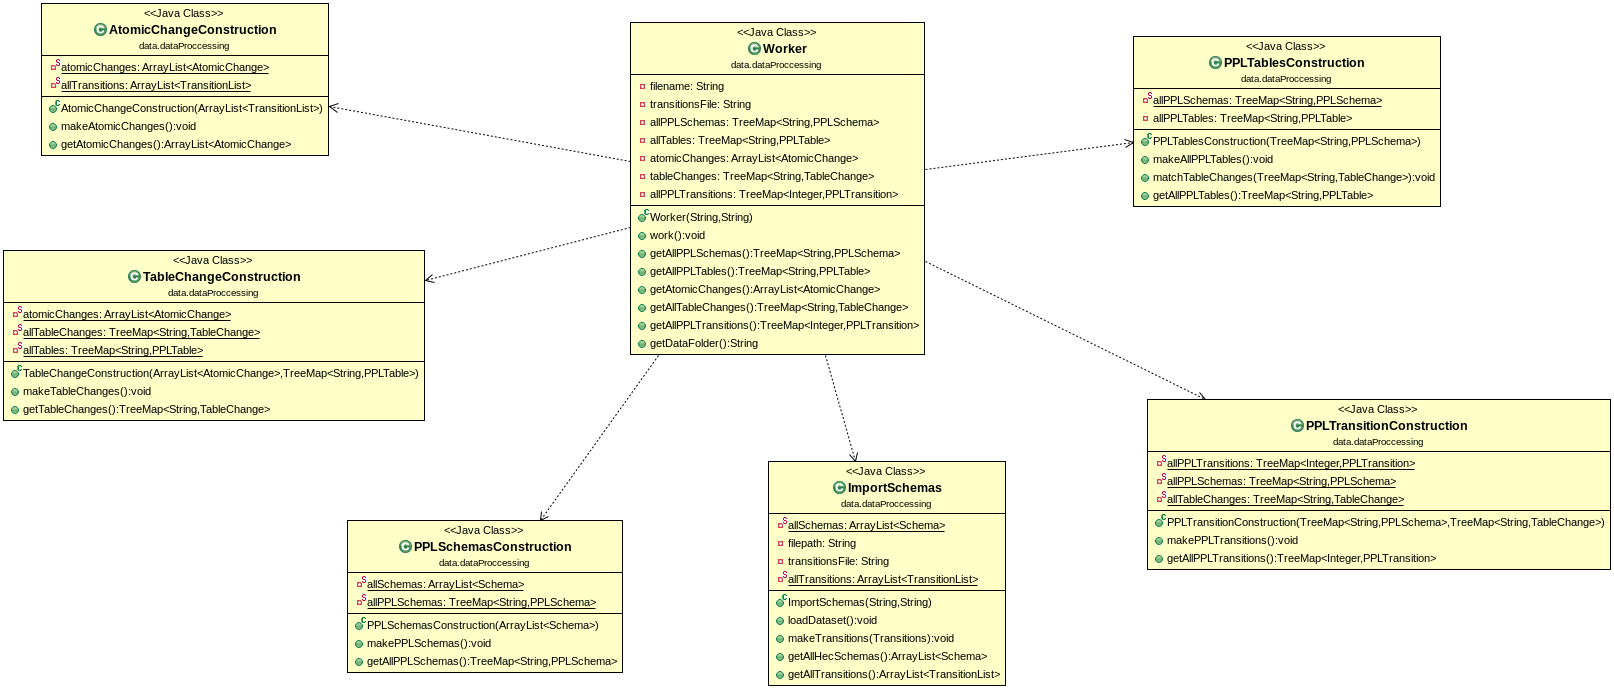 <<Java Class>>
AtomicChangeConstruction
data.dataProccessing
atomicChanges: ArrayList<AtomicChange>
allTransitions: ArrayList<TransitionList>
AtomicChangeConstruction(ArrayList<TransitionList>)
makeAtomicChanges():void
getAtomicChanges():ArrayList<AtomicChange>
<<Java Class>>
Worker
data.dataProccessing
filename: String
transitionsFile: String
allPPLSchemas: TreeMap<String,PPLSchema>
allTables: TreeMap<String,PPLTable>
atomicChanges: ArrayList<AtomicChange>
tableChanges: TreeMap<String,TableChange>
allPPLTransitions: TreeMap<Integer,PPLTransition>
Worker(String,String)
work():void
getAllPPLSchemas():TreeMap<String,PPLSchema>
getAllPPLTables():TreeMap<String,PPLTable>
getAtomicChanges():ArrayList<AtomicChange>
getAllTableChanges():TreeMap<String,TableChange>
getAllPPLTransitions():TreeMap<Integer,PPLTransition>
getDataFolder():String
<<Java Class>>
PPLTablesConstruction
data.dataProccessing
allPPLSchemas: TreeMap<String,PPLSchema>
allPPLTables: TreeMap<String,PPLTable>
PPLTablesConstruction(TreeMap<String,PPLSchema>)
makeAllPPLTables():void
matchTableChanges(TreeMap<String,TableChange>):void
getAllPPLTables():TreeMap<String,PPLTable>
<<Java Class>>
TableChangeConstruction
data.dataProccessing
atomicChanges: ArrayList<AtomicChange>
allTableChanges: TreeMap<String,TableChange>
allTables: TreeMap<String,PPLTable>
TableChangeConstruction(ArrayList<AtomicChange>,TreeMap<String,PPLTable>)
makeTableChanges():void
getTableChanges():TreeMap<String,TableChange>
<<Java Class>>
PPLSchemasConstruction
data.dataProccessing
allSchemas: ArrayList<Schema>
allPPLSchemas: TreeMap<String,PPLSchema>
PPLSchemasConstruction(ArrayList<Schema>)
makePPLSchemas():void
getAllPPLSchemas():TreeMap<String,PPLSchema>
<<Java Class>>
ImportSchemas
data.dataProccessing
allSchemas: ArrayList<Schema>
filepath: String
transitionsFile: String
allTransitions: ArrayList<TransitionList>
ImportSchemas(String,String)
loadDataset():void
makeTransitions(Transitions):void
getAllHecSchemas():ArrayList<Schema>
getAllTransitions():ArrayList<TransitionList>
<<Java Class>>
PPLTransitionConstruction
data.dataProccessing
allPPLTransitions: TreeMap<Integer,PPLTransition>
allPPLSchemas: TreeMap<String,PPLSchema>
allTableChanges: TreeMap<String,TableChange>
PPLTransitionConstruction(TreeMap<String,PPLSchema>,TreeMap<String,TableChange>)
makePPLTransitions():void
getAllPPLTransitions():TreeMap<Integer,PPLTransition>